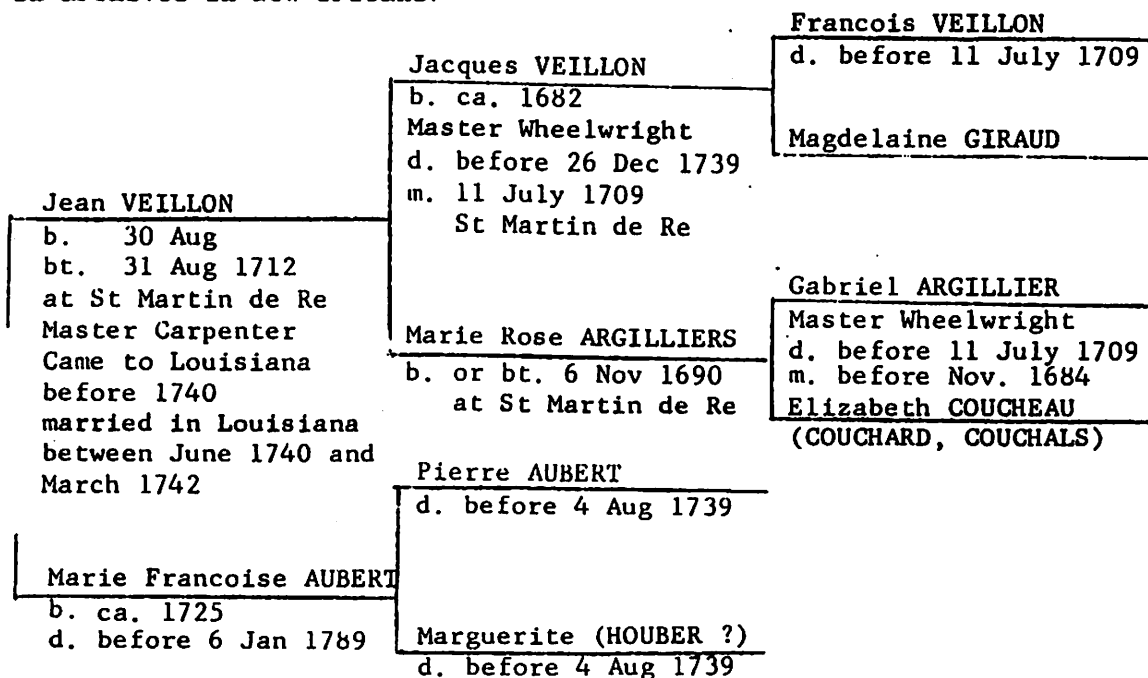 Francois VEILLON
d. before 11 July 1709
Magdelaine GIRAUD
Jacques VEILLON
b. ca. 1682
Master Wheelwright
d. before 26 Dec 1739
m. 11 July 1709
St Martin de Re
Jean VEILLON
b. 30 Aug
bt. 31 Aug 1712
at St Martin de Re
Master Carpenter
Came to Louisiana
before 1740
married in Louisiana
between June 1740 and
March 1742
Gabriel ARGILLIER
Master Wheelwright
d. before 11 July 1709
m. before Nov. 1684
Elizabeth COUCHEAU
(COUCHARD, COUCHALS)
Marie Rose ARGILLIERS
b. or bt. 6 Nov 1690
at St Martin de Re
Pierre AUBERT
d. before 4 Aug 1739
Marie Francoise AUBERT
b. ca. 1725
d. before 6 Jan 1789
Marguerite (HOUBER ?)
d. before 4 Aug 1739